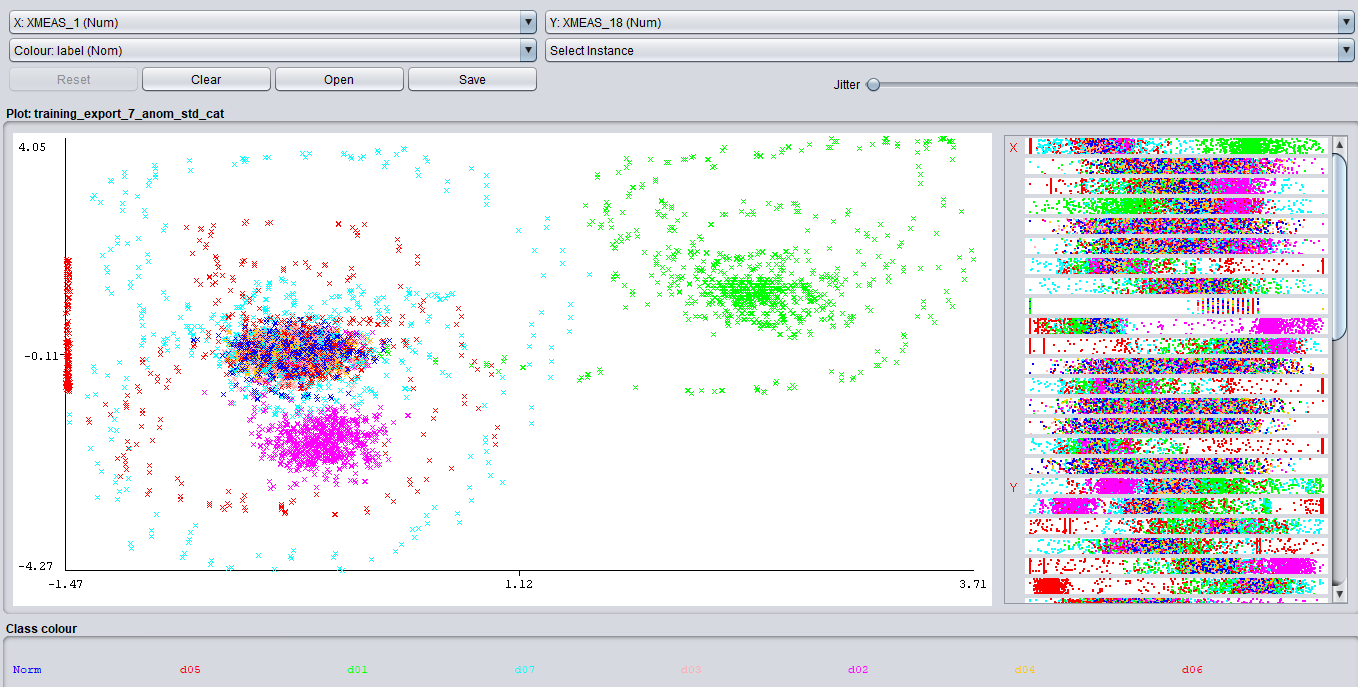 X: XMEAS_1 (Num) Y: XMEAS_18 (Num)
Colour: label (Nom) Select Instance
Reset Clear Open Save
Jitter
Plot: training_export_7_anom_std_cat
4.05
X
-0.11
Y
-4.27
-1.47 1.12 3.71
Class colour
Norm d05 d01 d07 d03 d02 d04 d06